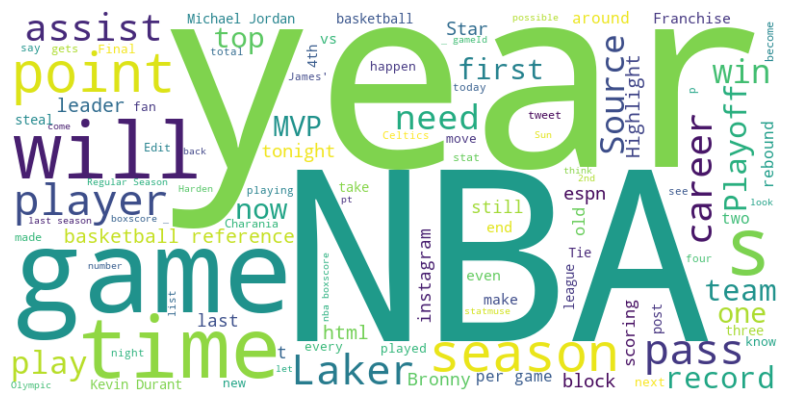 assist
Michael Jordan
basketball
possible
around
Franchise
year
say
gets
Final
top
total
vs
4th
Star
_ gameId
become
James'
happen
today
point
leader
fan
first
Source
Highlight
win
steal
come
back
Edit
MVP
need
move
tweet
p
will
tonight
Celtics
Sun
stat
career
Playoff
rebound
Regular Season
Harden
playing
take
think
2nd
see
look
player
now
pt
still
espn
old
two
last season
boxscore _
Charania
NBA
end
s
made
basketball reference
instagram
Tie
four
game
number
list
nba boxscore
even
league
team
last
html
make
statmuse
post
one
three
time
t
every
played
season
scoring
pass
know
play
night
let
Laker
Bronny
per game
block
next
record
Olympic
Kevin Durant
new